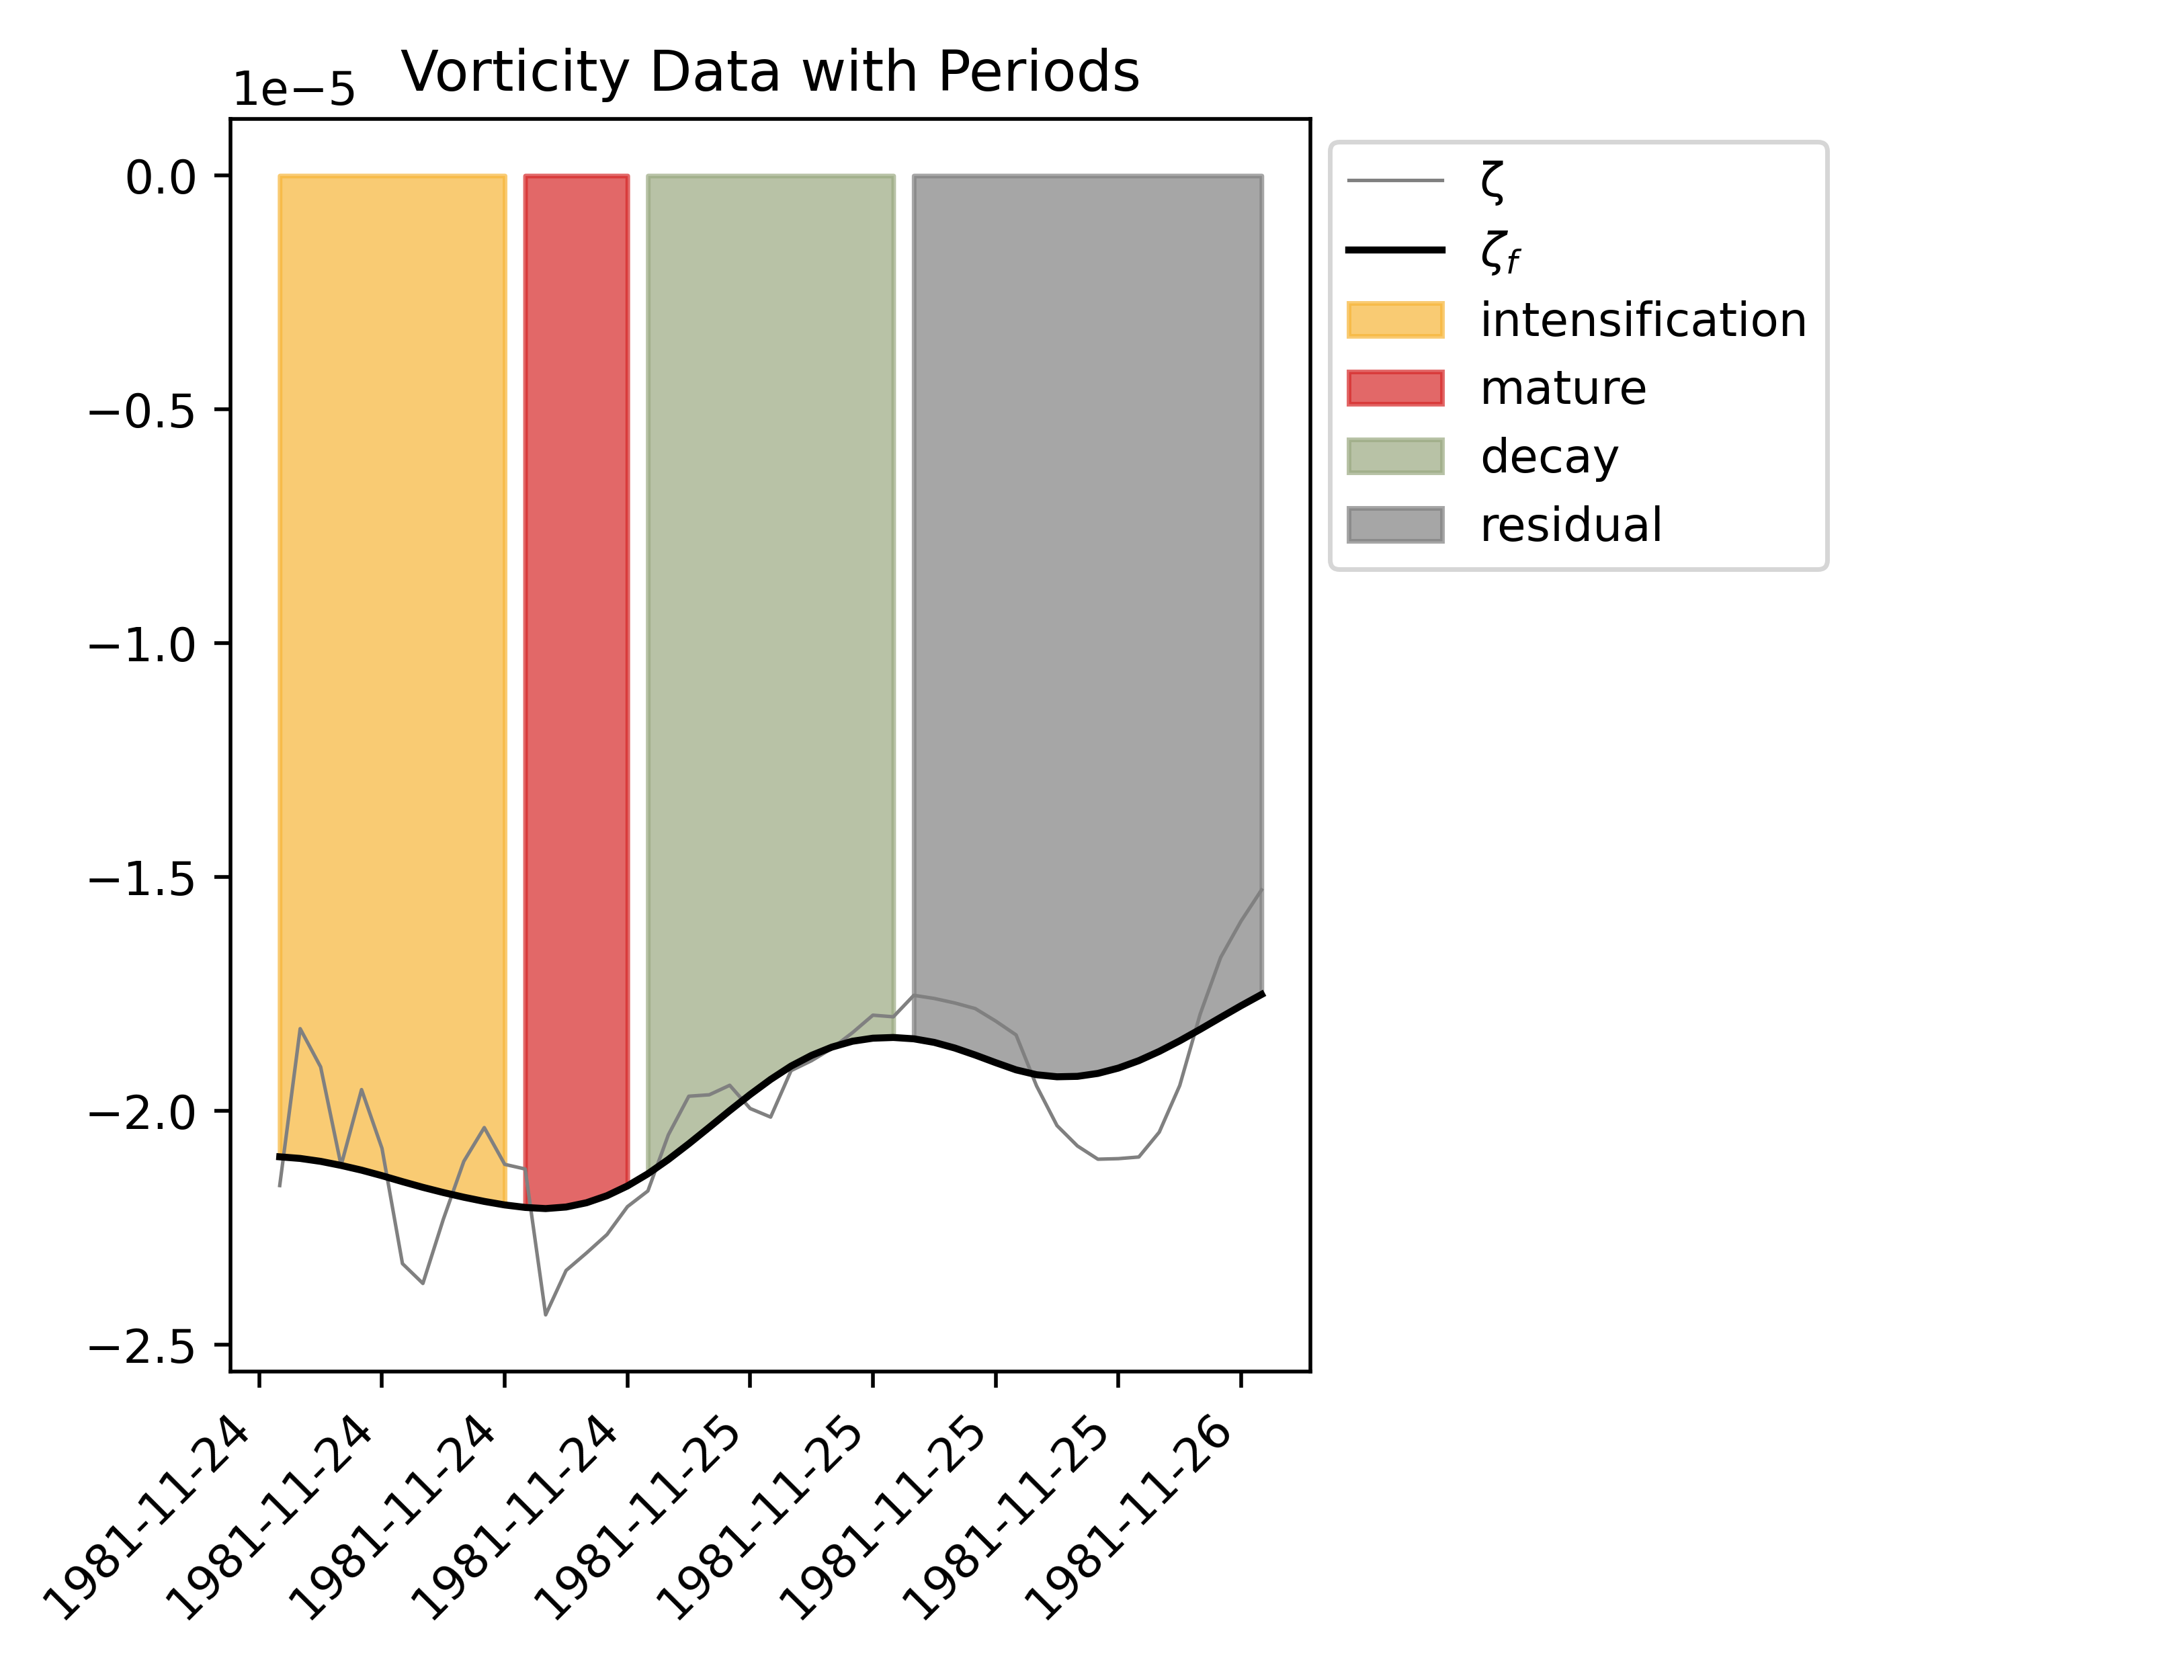 Vorticity Data with Periods
1e−5
0.0
−0.5
−1.0
−1.5
−2.0
−2.5
1981-11-24
1981-11-24
1981-11-24
1981-11-24
1981-11-25
1981-11-25
1981-11-25
1981-11-25
1981-11-26
ζ
ζf
intensification
mature
decay
residual